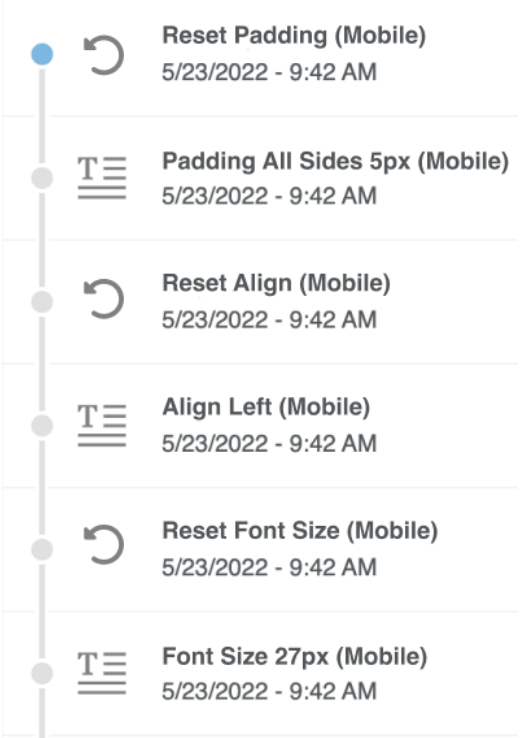 Reset Padding (Mobile)
5/23/2022 - 9:42 AM
Padding All Sides 5px (Mobile)
5/23/2022 - 9:42 AM
Reset Align (Mobile)
5/23/2022 - 9:42 AM
Align Left (Mobile)
5/23/2022 - 9:42 AM
Reset Font Size (Mobile)
5/23/2022 - 9:42 AM
Font Size 27px (Mobile)
5/23/2022 - 9:42 AM